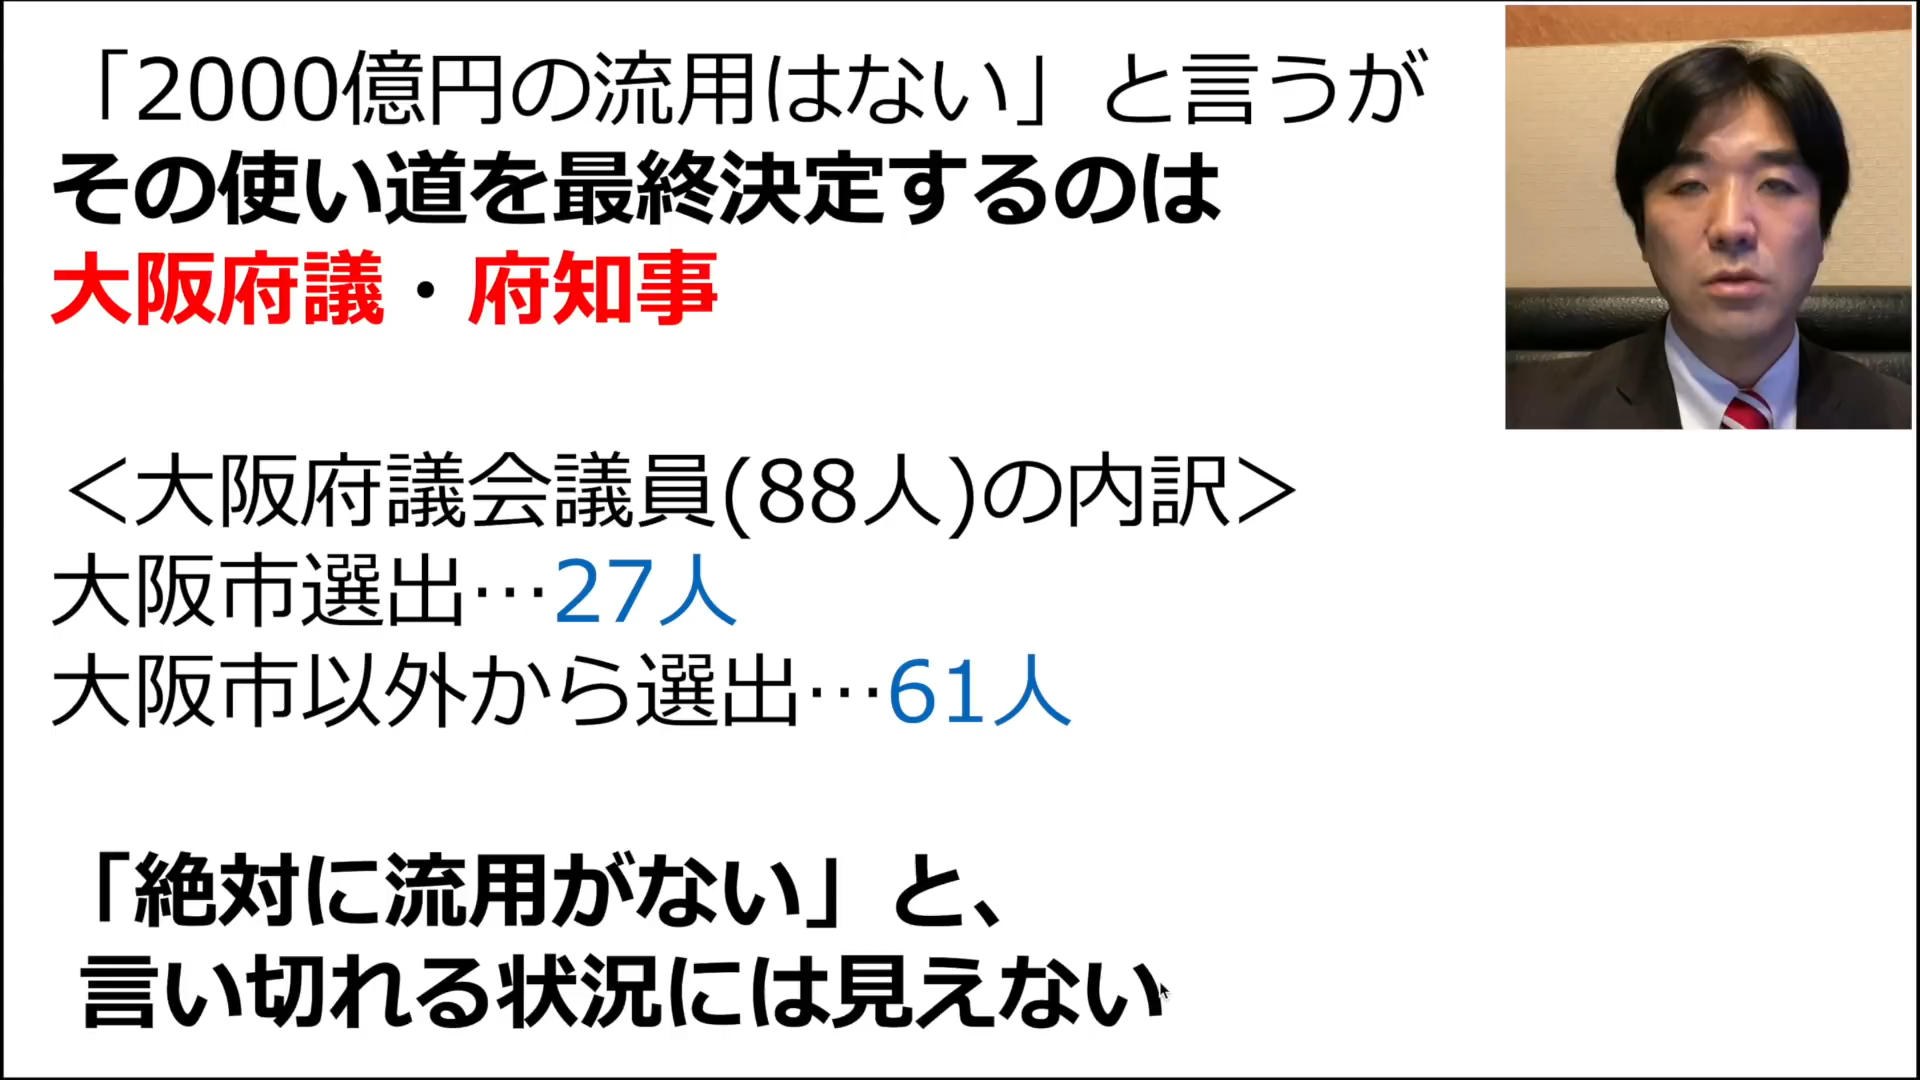 「2000億円の流用はない」と言うが
その使い道を最終決定するのは
大阪府議・府知事
＜大阪府議会議員(88人)の内訳＞
大阪市選出…27人
大阪市以外から選出…61人
「絶対に流用がない」と、
言い切れる状況には見えない